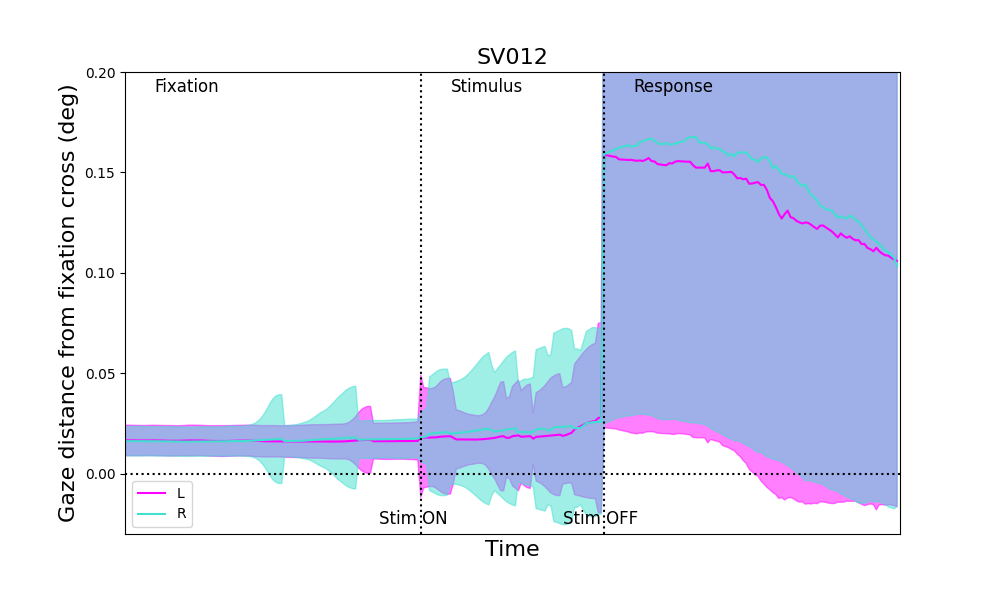 SV012
Fixation
Stimulus
Response
Gaze distance from fixation cross (deg)
0.20
0.15
0.10
0.05
0.00
L
R
Stim ON
Stim OFF
Time